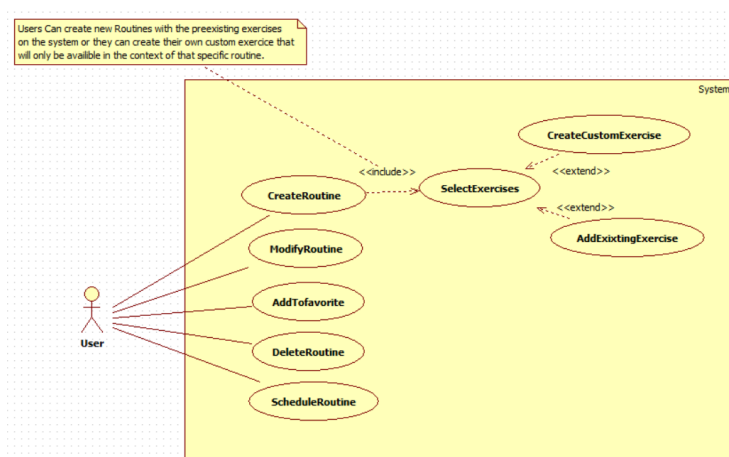 Users Can create new Routines with the preexisting exercises
on the system or they can create their own custom exercice that
will only be availible in the context of that specific routine.
System
CreateCustomExercise
<<include>>
<<extend>>
SelectExercises
CreateRoutine
<<extend>>
AddExixtingExercise
ModifyRoutine
AddTofavorite
User
DeleteRoutine
ScheduleRoutine